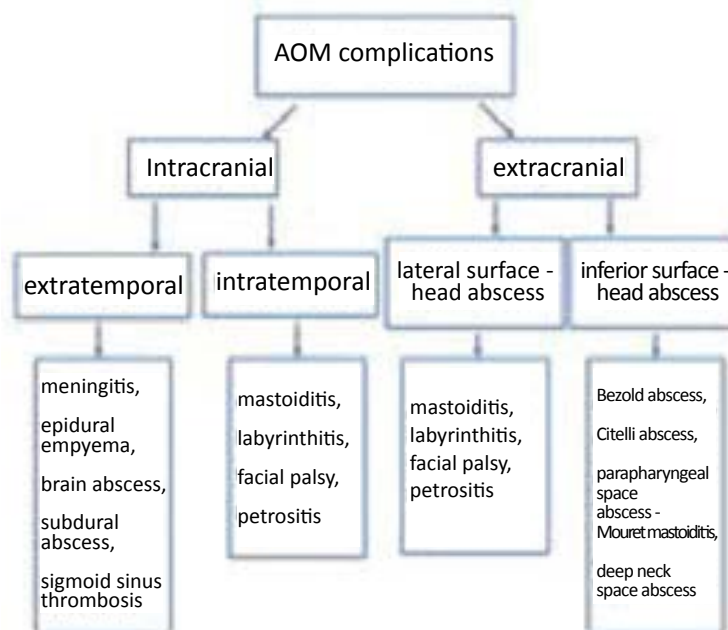 AOM complications
Intracranial
extracranial
extratemporal
intratemporal
lateral surface -
head abscess
inferior surface -
head abscess
meningitis,
epidural
empyema,
brain abscess,
subdural
abscess,
sigmoid sinus
thrombosis
mastoiditis,
labyrinthitis,
facial palsy,
petrositis
mastoiditis,
labyrinthitis,
facial palsy,
petrositis
Bezold abscess,
Citelli abscess,
parapharyngeal
space
abscess -
Mouret mastoiditis,
deep neck
space abscess